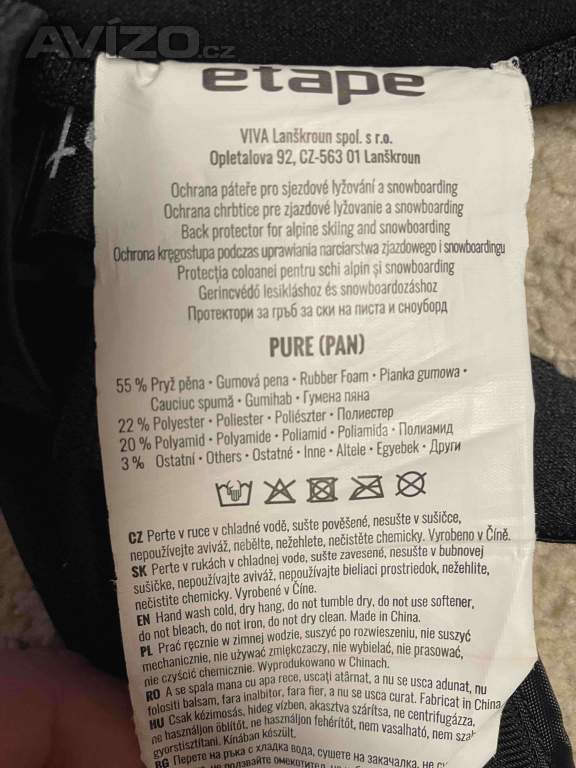 AVÍZO.cz
etape
VIVA Lanškroun spol. s r.o.
Opletalova 92, CZ-563 01 Lanškroun
Ochrana páteře pro sjezdové lyžování a snowboarding
Ochrana chrbtice pre zjazdové lyžovanie a snowboarding
Back protector for alpine skiing and snowboarding
Ochrona kręgosłupa podczas uprawiania narciarstwa zjazdowego i snowboardingu
Protecția coloanei pentru schi alpin și snowboarding
Gerincvédő lesikláshoz és snowboardozáshoz
Протектори за гръб за ски на писта и сноуборд
PURE (PAN)
55 % Pryž pěna • Gumová pena • Rubber Foam • Pianka gumowa •
Cauciuc spumă • Gumihab • Гумена пяна
22 % Polyester • Poliester • Poliészter • Полиестер
20 % Polyamid • Polyamide • Poliamid • Poliamida • Полиамид
3 % Ostatní • Others • Ostatné • Inne • Altele • Egyebek • Други
CZ Perte v ruce v chladné vodě, sušte pověšené, nesušte v sušičce,
nepoužívejte aviváž, nebělte, nežehlete, nečistěte chemicky. Vyrobeno v Číně.
SK Perte v rukách v chladnej vode, sušte zavesené, nesušte v bubnovej
sušičke, nepoužívajte aviváž, nepoužívajte bieliaci prostriedok, nežehlite,
nečistite chemicky. Vyrobené v Číne.
EN Hand wash cold, dry hang, do not tumble dry, do not use softener,
do not bleach, do not iron, do not dry clean. Made in China.
PL Prać ręcznie w zimnej wodzie, suszyć po rozwieszeniu, nie suszyć
mechanicznie, nie używać zmiękczaczy, nie wybielać, nie prasować,
nie czyścić chemicznie. Wyprodukowano w Chinach.
RO A se spala mana cu apa rece, uscați atârnat, a nu se usca adunat, nu
folositi balsam, fara inalbitor, fara fier, a nu se usca curat. Fabricat in China.
HU Csak kézimosás, hideg vízben, akasztva szárítsa, ne centrifugázza,
ne használjon öblítőt, ne használjon fehérítőt, nem vasalható, nem szab
gyorstisztítani. Kínában készült.
BG Перете на ръка с хладка вода, сушете на закачалка, не
ползвайте омекотител